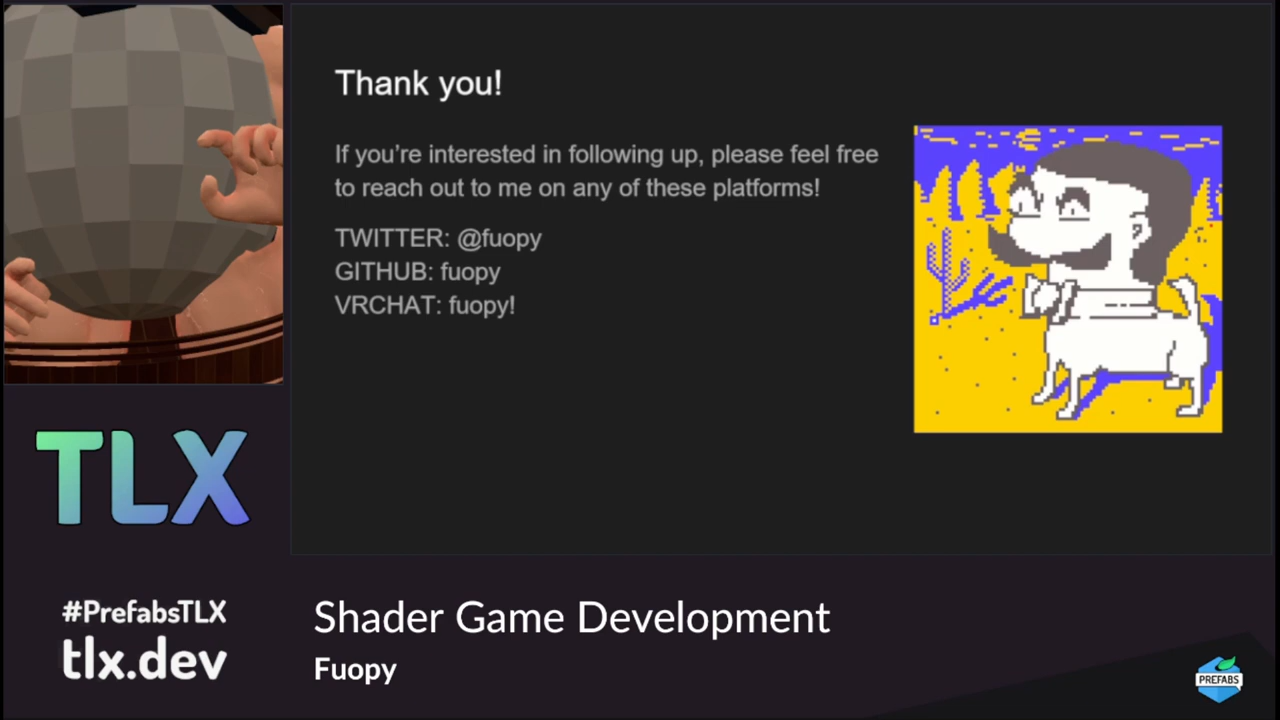 Thank you!
If you're interested in following up, please feel free
to reach out to me on any of these platforms!
TWITTER: @fuopy
GITHUB: fuopy
VRCHAT: fuopy!
TLX
#PrefabsTLX
tlx.dev
Shader Game Development
Fuopy
PREFABS